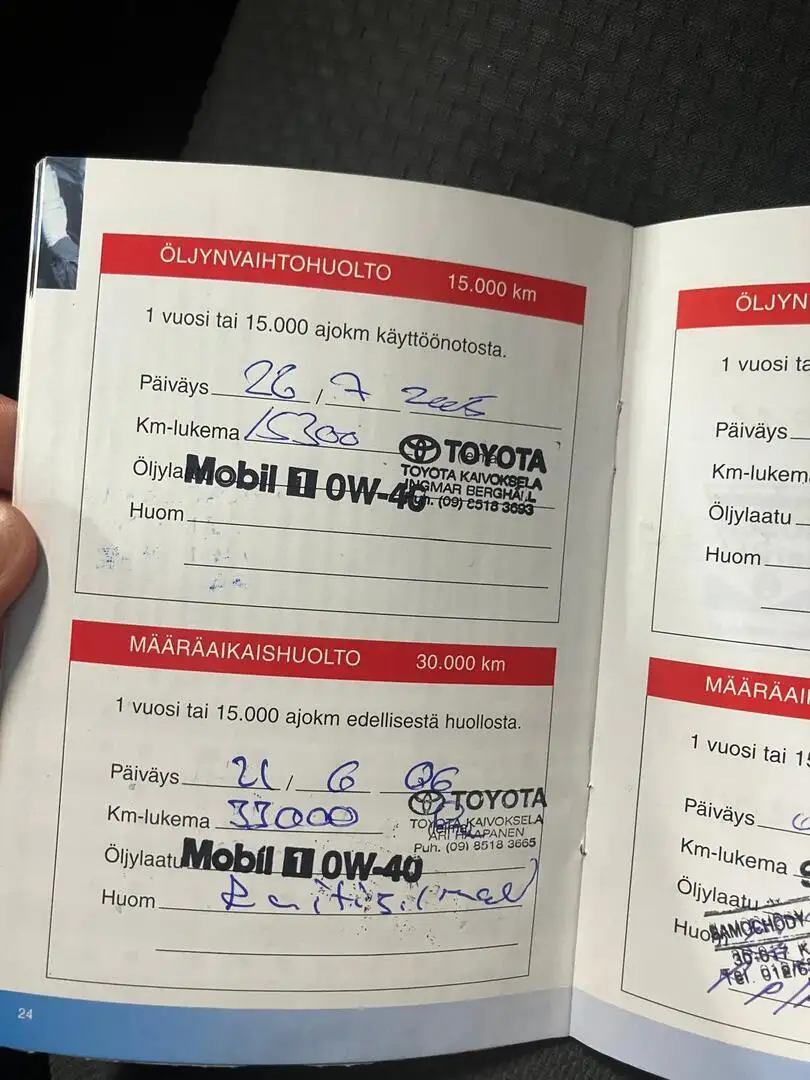 ÖLJYNVAIHTOHUOLTO 15.000 km
1 vuosi tai 15.000 ajokm käyttöönotosta.
Päiväys 26 / 7
Km-lukema 15300
TOYOTA
TOYOTA KAIVOKSELA
INGMAR BERGHÄLL
Puh. (09) 8518 3693
Öljyla Mobil 1 0W-40
Huom
MÄÄRÄAIKAISHUOLTO 30.000 km
1 vuosi tai 15.000 ajokm edellisestä huollosta.
Päiväys 21 / 6 06
Km-lukema 33000
TOYOTA
TOYOTA KAIVOKSELA
ARI HAAPANEN
Puh. (09) 8518 3665
Öljylaatu Mobil 1 0W-40
Huom
24
ÖLJYN
1 vuosi ta
Päiväys
Km-lukem
Öljylaatu
Huom
MÄÄRÄAI
1 vuosi tai 15
Päiväys
Km-lukema
Öljylaatu
Huo
SAMOCHODY